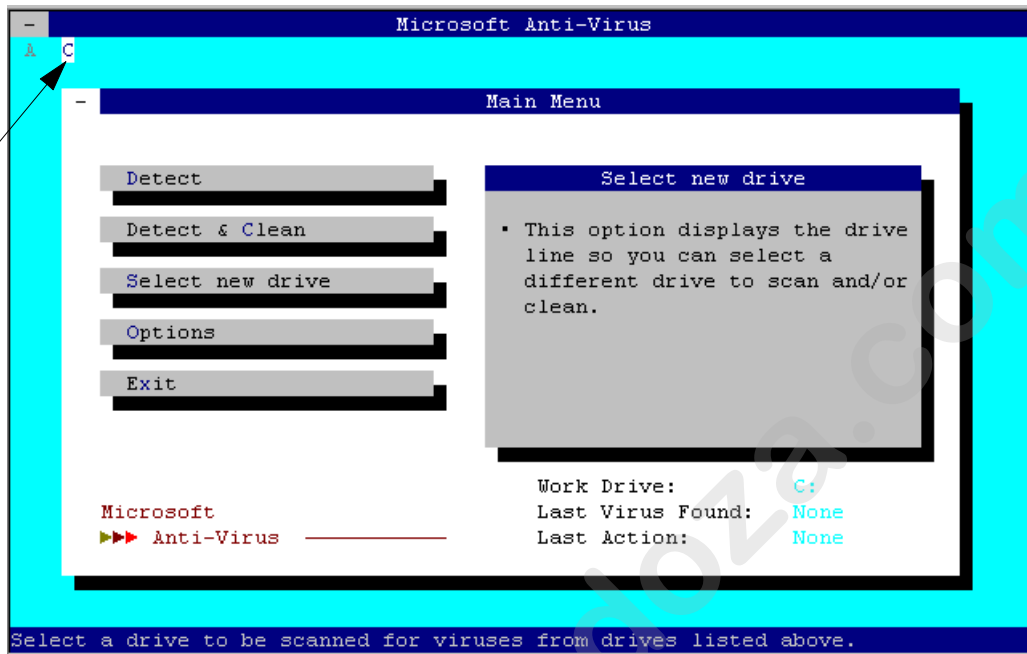 Microsoft Anti-Virus
A C
Main Menu
Detect
Detect & Clean
Select new drive
Options
Exit
Select new drive
▪ This option displays the drive
line so you can select a
different drive to scan and/or
clean.
Microsoft
Anti-Virus
Work Drive: C:
Last Virus Found: None
Last Action: None
Select a drive to be scanned for viruses from drives listed above.
doza.com